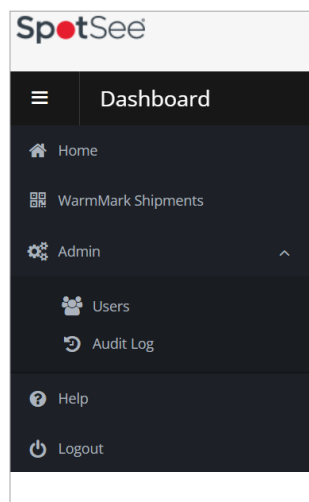 SpotSee
Dashboard
Home
WarmMark Shipments
Admin
Users
Audit Log
Help
Logout